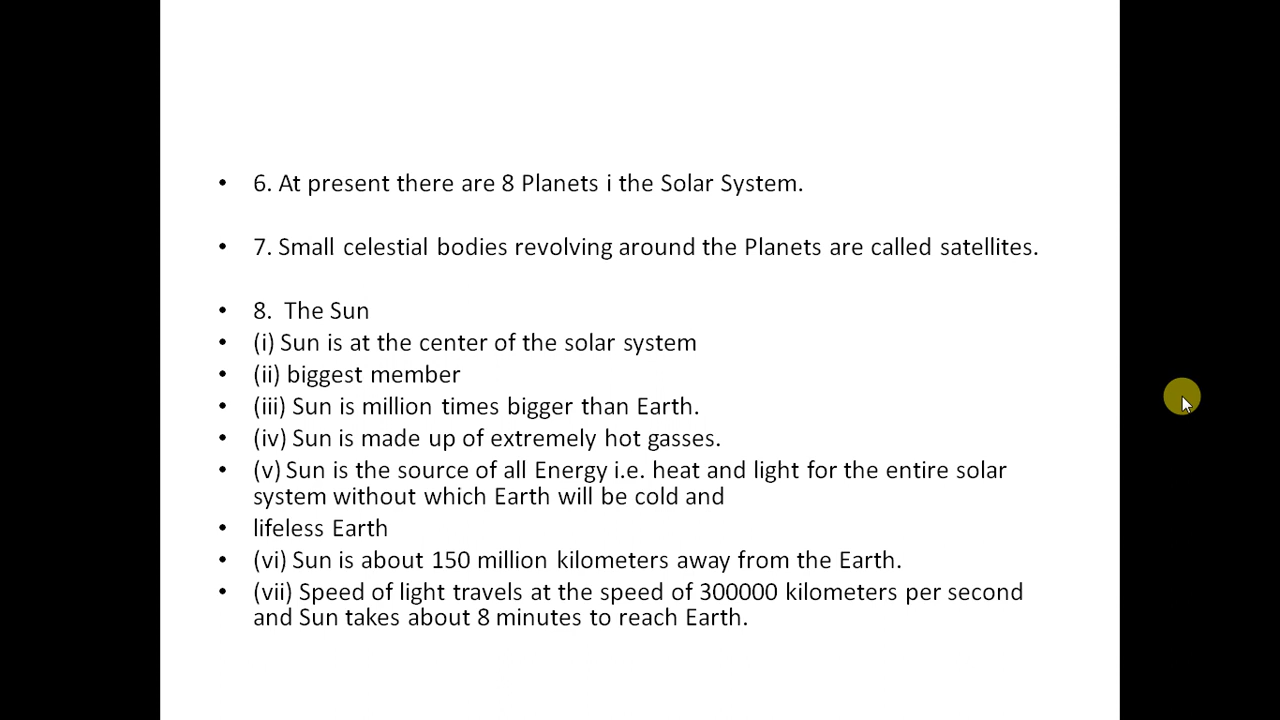 • 6. At present there are 8 Planets i the Solar System.
• 7. Small celestial bodies revolving around the Planets are called satellites.
• 8. The Sun
• (i) Sun is at the center of the solar system
• (ii) biggest member
• (iii) Sun is million times bigger than Earth.
• (iv) Sun is made up of extremely hot gasses.
• (v) Sun is the source of all Energy i.e. heat and light for the entire solar
system without which Earth will be cold and
• lifeless Earth
• (vi) Sun is about 150 million kilometers away from the Earth.
• (vii) Speed of light travels at the speed of 300000 kilometers per second
and Sun takes about 8 minutes to reach Earth.